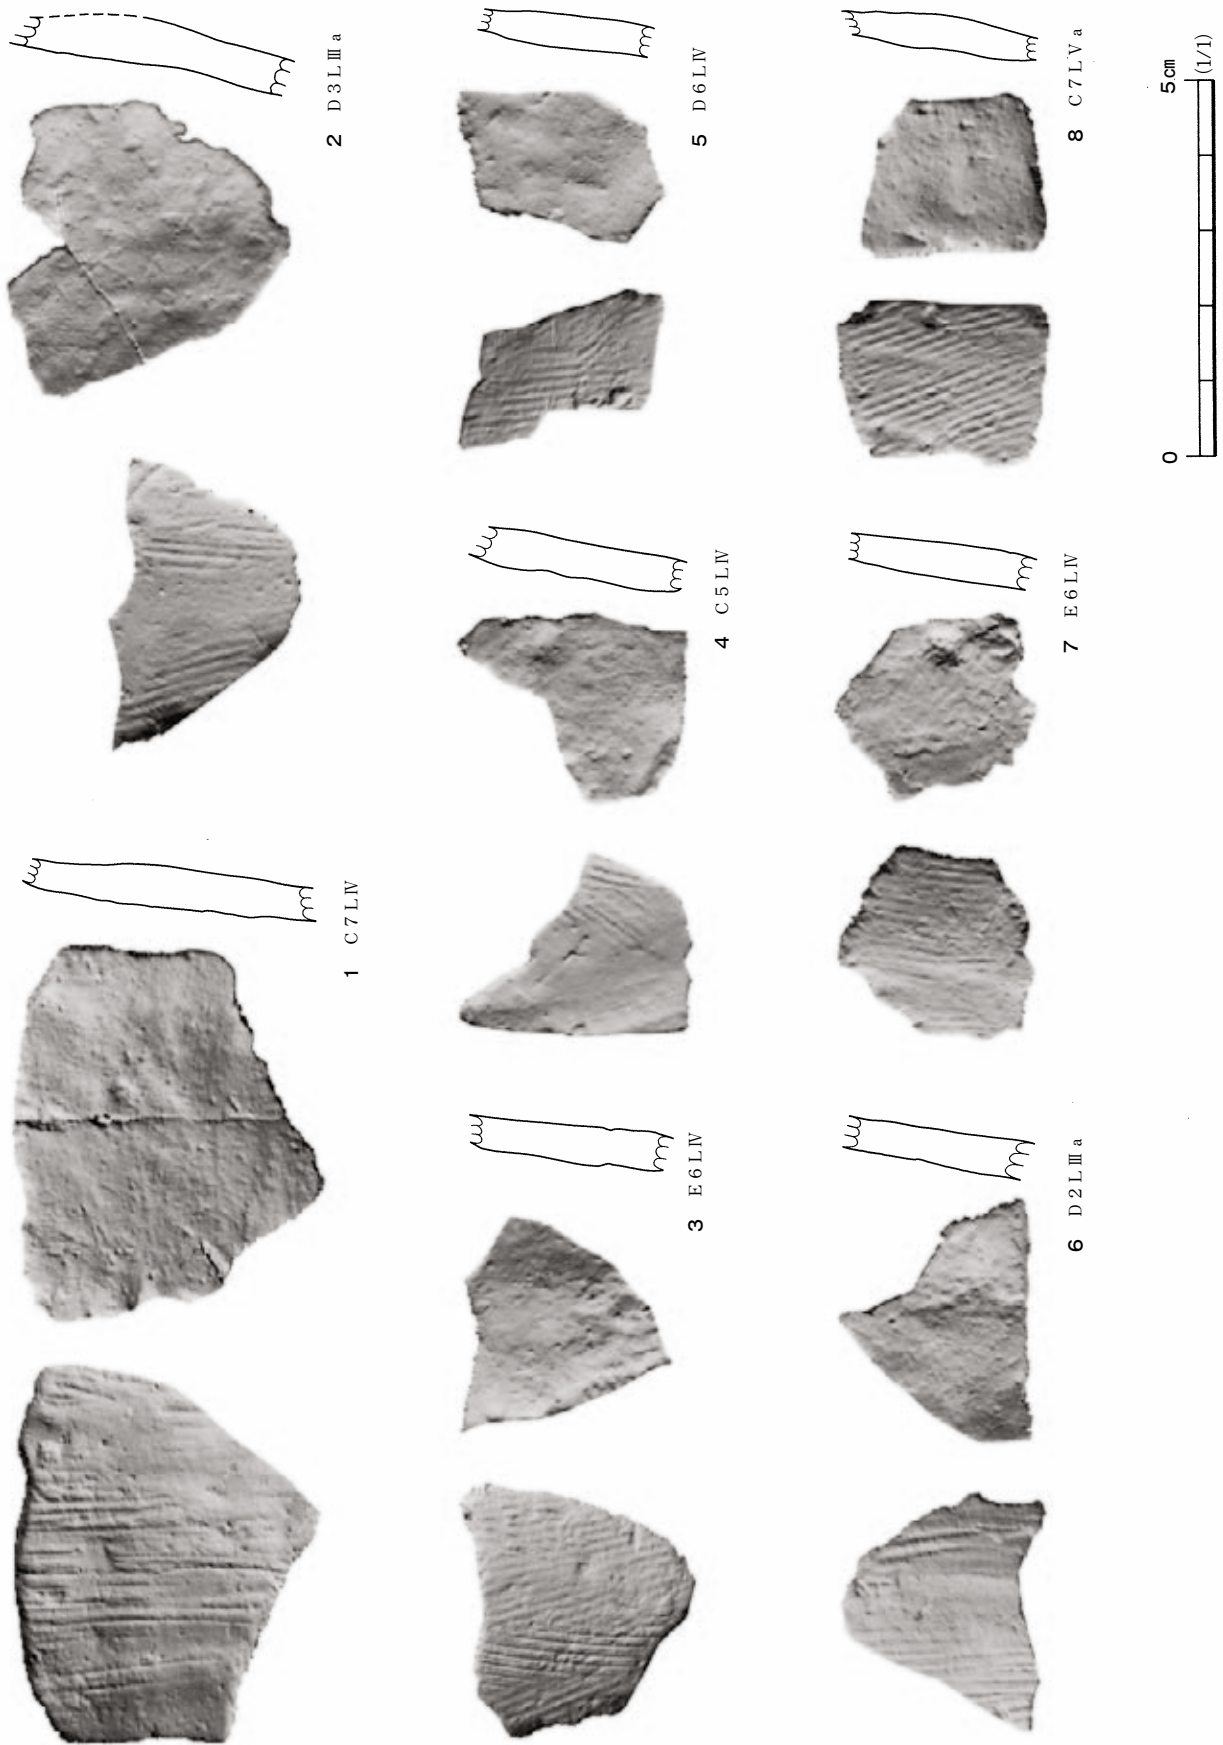 1 C7LⅣ
2 D3LⅢa
3 E6LⅣ
4 C5LⅣ
5 D6LⅣ
6 D2LⅢa
7 E6LⅣ
8 C7LⅤa
0
5cm
(1/1)